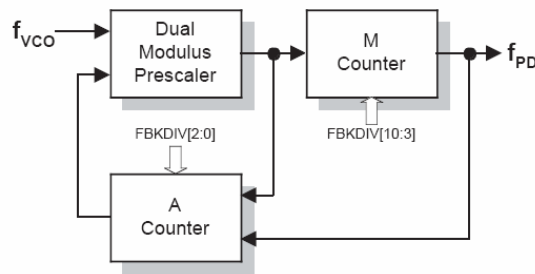 fVCO
Dual
Modulus
Prescaler
M
Counter
fPD
FBKDIV[2:0]
FBKDIV[10:3]
A
Counter